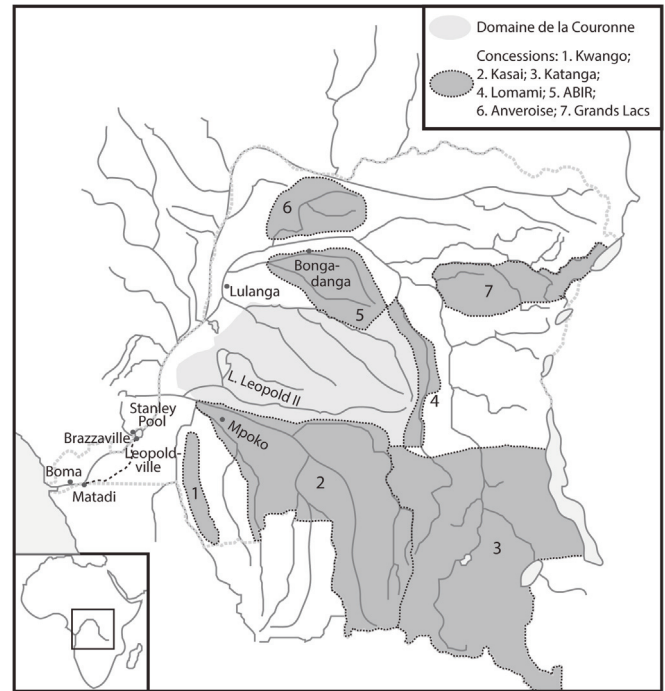 Domaine de la Couronne
Concessions: 1. Kwango;
2. Kasai; 3. Katanga;
4. Lomami; 5. ABIR;
6. Anveroise; 7. Grands Lacs
6
Bonga-
danga
7
Lulanga
5
L. Leopold II
4
Stanley
Pool
Brazzaville
Leopold-
ville
Mpoko
Boma
Matadi
1
2
3